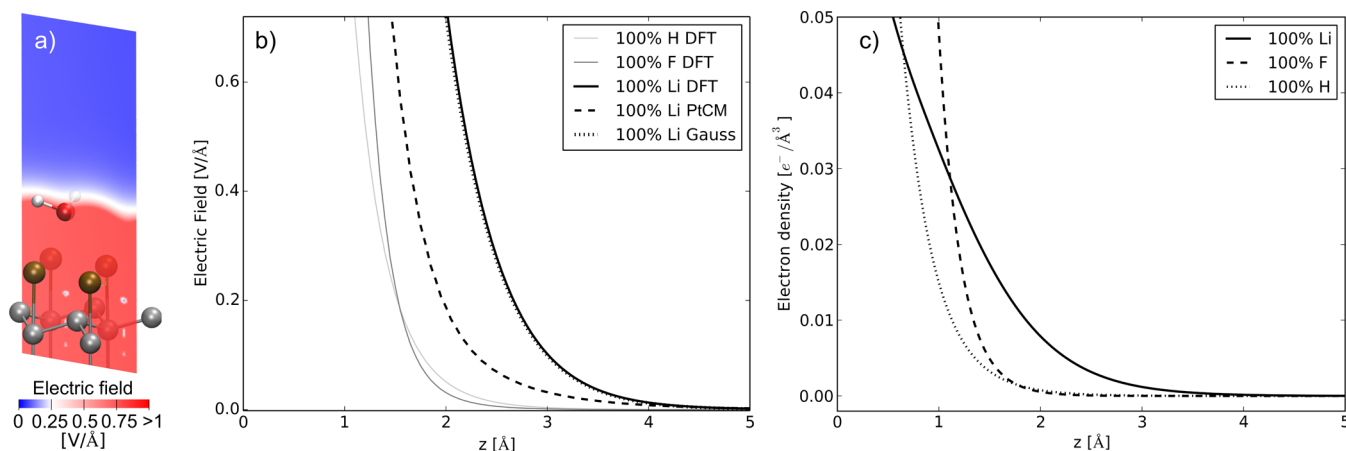 a)
Electric field
0 0.25 0.5 0.75 >1
[V/Å]
b)
Electric Field [V/Å]
0.6
0.4
0.2
0.0
0 1 2 3 4 5
z [Å]
100% H DFT
100% F DFT
100% Li DFT
100% Li PtCM
100% Li Gauss
c)
Electron density [e⁻/Å³]
0.05
0.04
0.03
0.02
0.01
0.00
0 1 2 3 4 5
z [Å]
100% Li
100% F
100% H